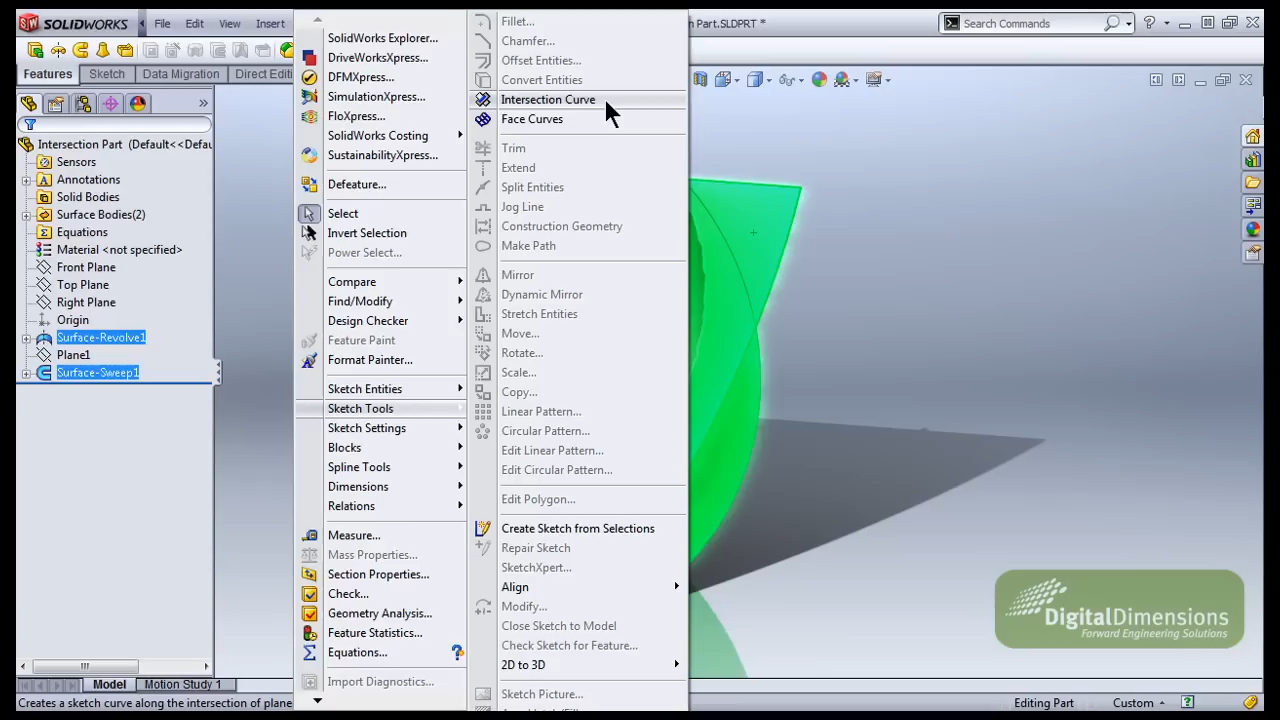 SOLIDWORKS
File
Edit
View
Insert
Part.SLDPRT *
Search Commands
Features
Sketch
Data Migration
Direct Edi
Intersection Part (Default<<Defau
Sensors
Annotations
Solid Bodies
Surface Bodies(2)
Equations
Material <not specified>
Front Plane
Top Plane
Right Plane
Origin
Surface-Revolve1
Plane1
Surface-Sweep1
SolidWorks Explorer...
DriveWorksXpress...
DFMXpress...
SimulationXpress...
FloXpress...
SolidWorks Costing
SustainabilityXpress...
Defeature...
Select
Invert Selection
Power Select...
Compare
Find/Modify
Design Checker
Feature Paint
Format Painter...
Sketch Entities
Sketch Tools
Sketch Settings
Blocks
Spline Tools
Dimensions
Relations
Measure...
Mass Properties...
Section Properties...
Check...
Geometry Analysis...
Feature Statistics...
Equations...
Import Diagnostics...
Fillet...
Chamfer...
Offset Entities...
Convert Entities
Intersection Curve
Face Curves
Trim
Extend
Split Entities
Jog Line
Construction Geometry
Make Path
Mirror
Dynamic Mirror
Stretch Entities
Move...
Rotate...
Scale...
Copy...
Linear Pattern...
Circular Pattern...
Edit Linear Pattern...
Edit Circular Pattern...
Edit Polygon...
Create Sketch from Selections
Repair Sketch
SketchXpert...
Align
Modify...
Close Sketch to Model
Check Sketch for Feature...
2D to 3D
Sketch Picture...
DigitalDimensions
Forward Engineering Solutions
Model
Motion Study 1
Creates a sketch curve along the intersection of plane
Editing Part
Custom